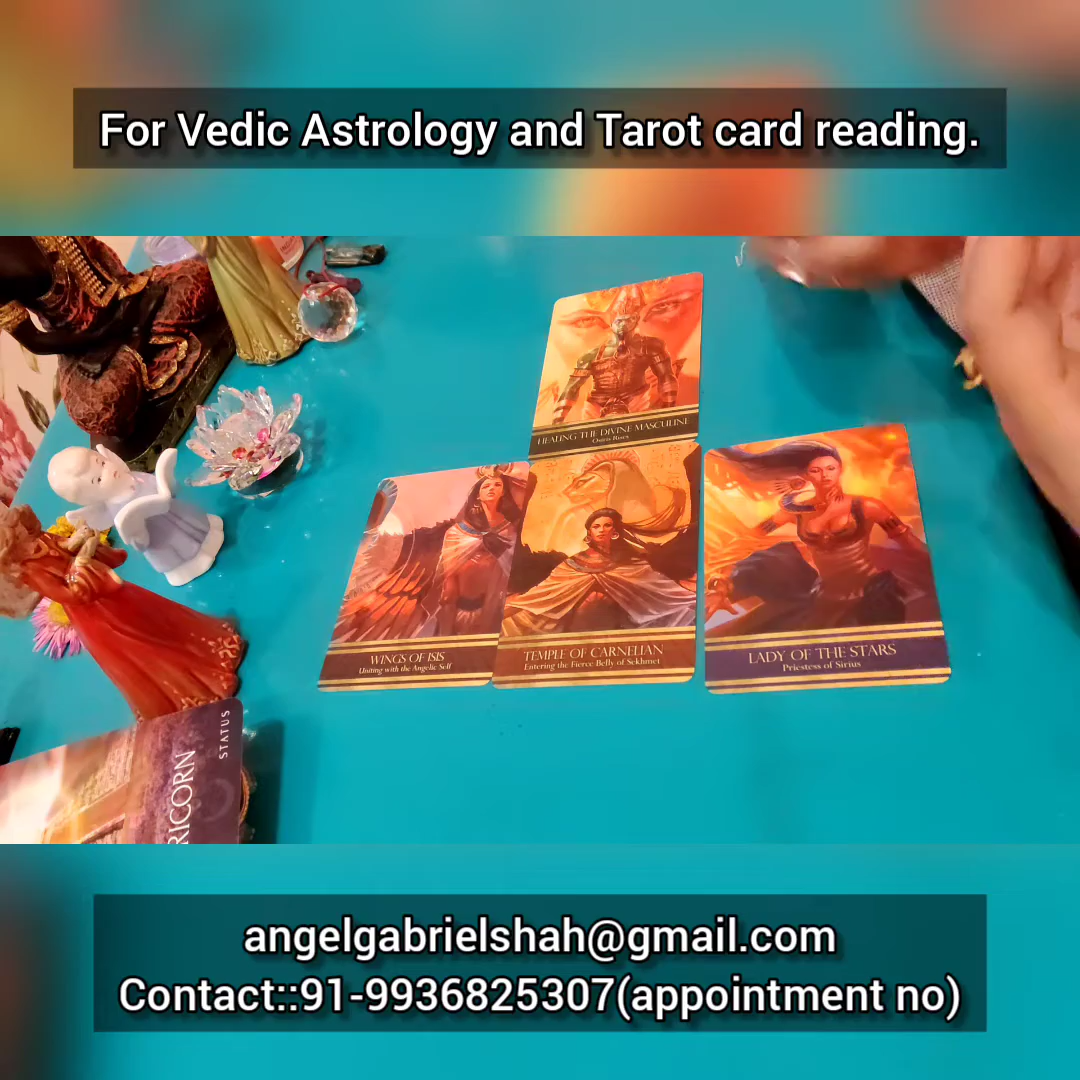 For Vedic Astrology and Tarot card reading.
HEALING THE DIVINE MASCULINE
Osiris Rises
WINGS OF ISIS
Uniting with the Angelic Self
TEMPLE OF CARNELIAN
Entering the Fierce Belly of Sekhmet
LADY OF THE STARS
Priestess of Sirius
STATUS
RICORN
angelgabrielshah@gmail.com
Contact::91-9936825307(appointment no)